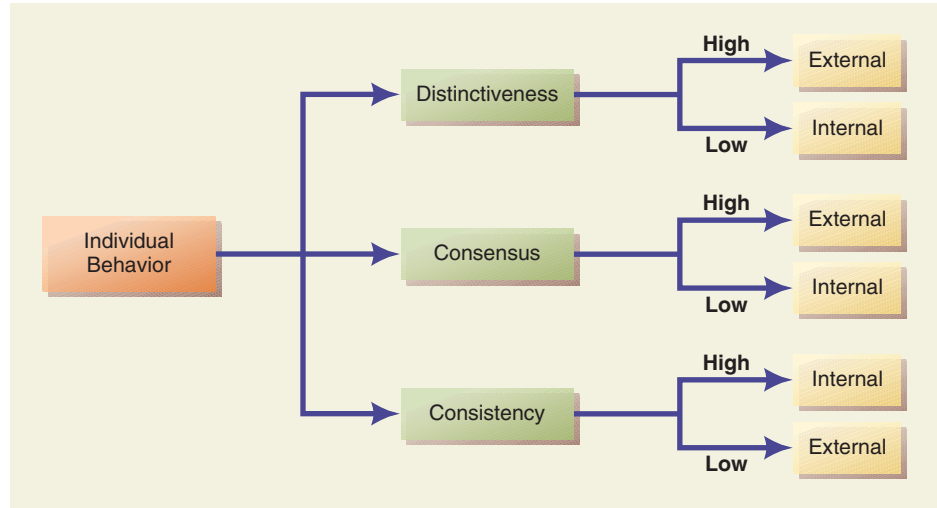 High
External
Distinctiveness
Internal
Low
High
External
Individual
Behavior
Consensus
Internal
Low
High
Internal
Consistency
External
Low